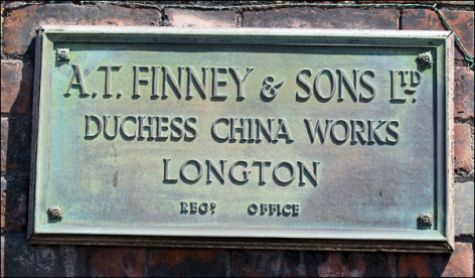 A.T. FINNEY & SONS LTD.
DUCHESS CHINA WORKS
LONGTON
REGD OFFICE